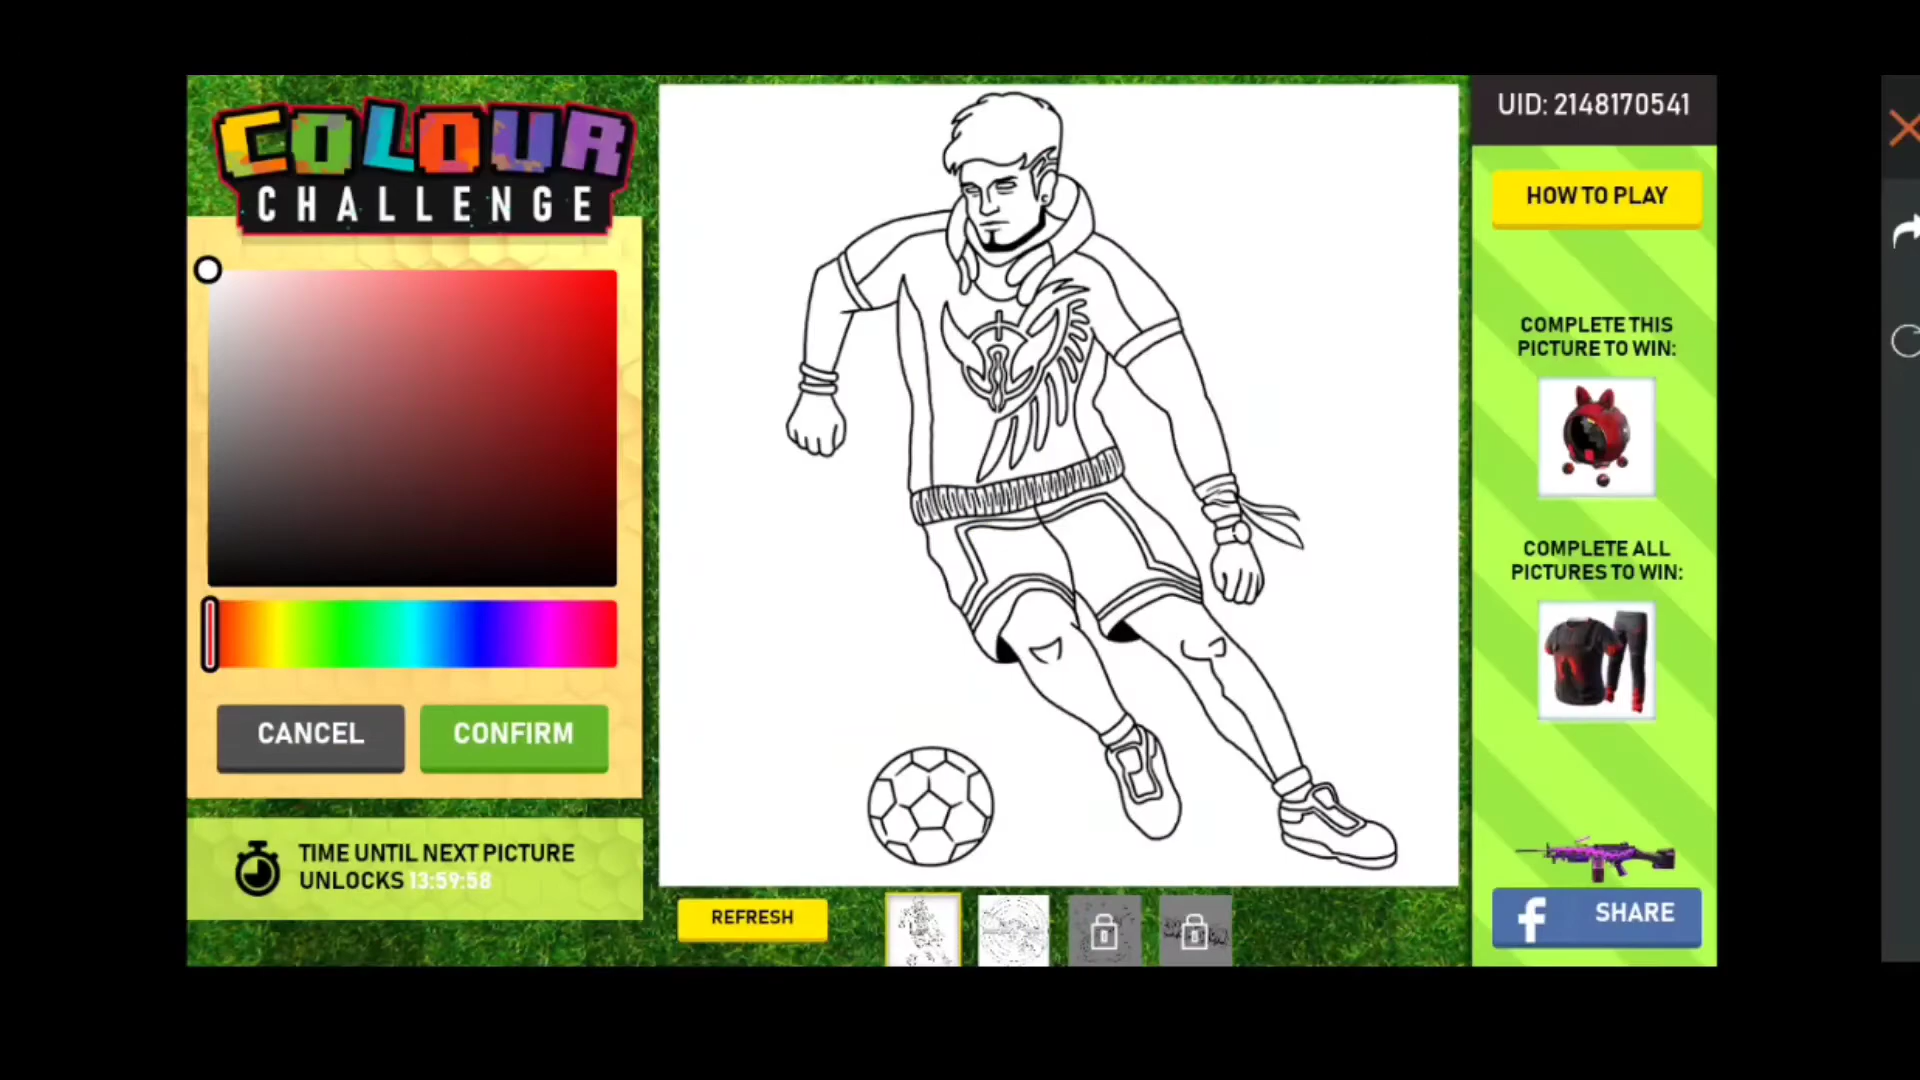 COLOUR
CHALLENGE
CANCEL
CONFIRM
TIME UNTIL NEXT PICTURE
UNLOCKS 13:59:58
REFRESH
UID: 2148170541
HOW TO PLAY
COMPLETE THIS
PICTURE TO WIN:
COMPLETE ALL
PICTURES TO WIN:
f SHARE